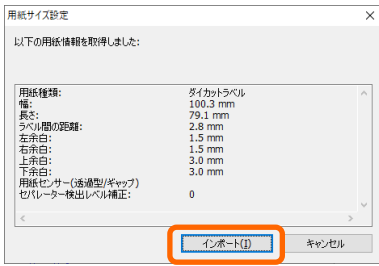 用紙サイズ設定
以下の用紙情報を取得しました:
用紙種類: ダイカットラベル
幅: 100.3 mm
長さ: 79.1 mm
ラベル間の距離: 2.8 mm
左余白: 1.5 mm
右余白: 1.5 mm
上余白: 3.0 mm
下余白: 3.0 mm
用紙センサー(透過型/ギャップ)
セパレーター検出レベル補正: 0
インポート(I) キャンセル